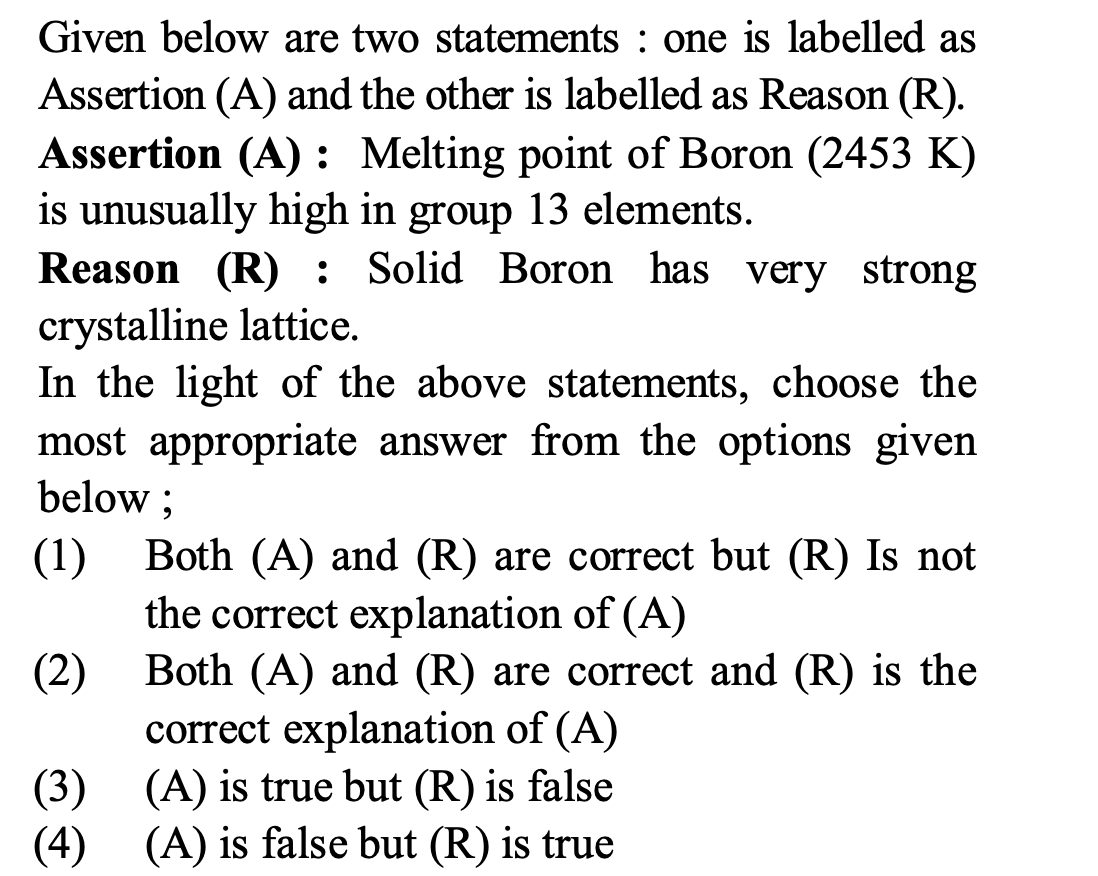 Given below are two statements : one is labelled as
Assertion (A) and the other is labelled as Reason (R).
Assertion (A) : Melting point of Boron (2453 K)
is unusually high in group 13 elements.
Reason (R) : Solid Boron has very strong
crystalline lattice.
In the light of the above statements, choose the
most appropriate answer from the options given
below ;
(1) Both (A) and (R) are correct but (R) Is not
the correct explanation of (A)
(2) Both (A) and (R) are correct and (R) is the
correct explanation of (A)
(3) (A) is true but (R) is false
(4) (A) is false but (R) is true